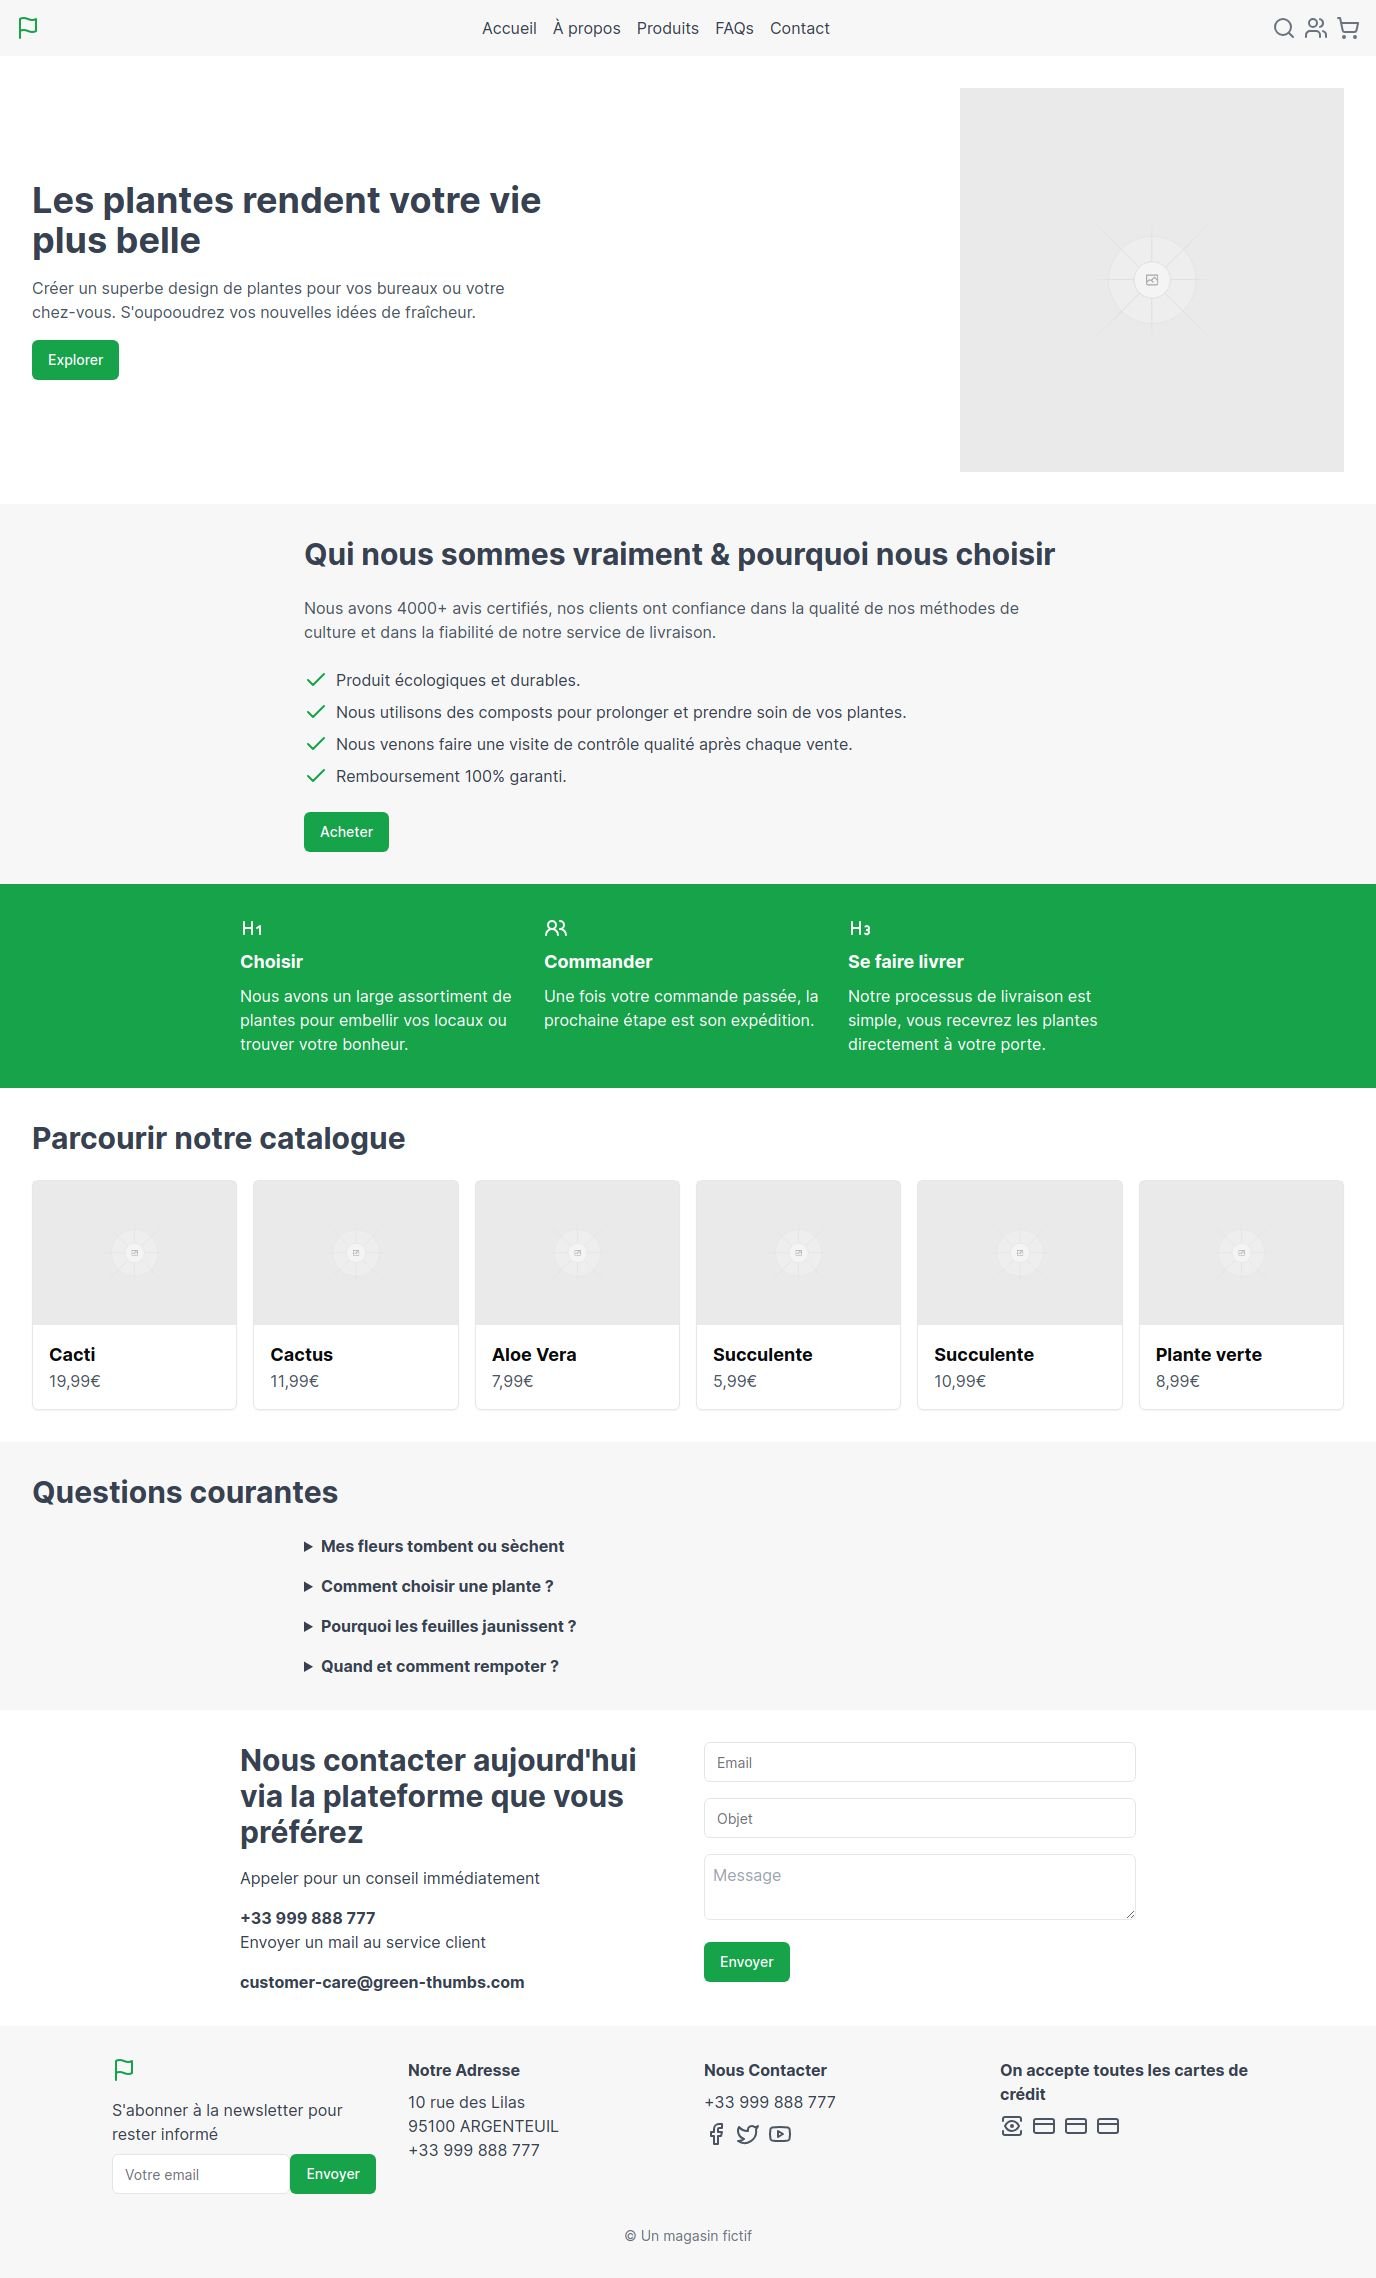 Accueil À propos Produits FAQs Contact
Les plantes rendent votre vie
plus belle
Créer un superbe design de plantes pour vos bureaux ou votre
chez-vous. S'oupooudrez vos nouvelles idées de fraîcheur.
Explorer
Qui nous sommes vraiment & pourquoi nous choisir
Nous avons 4000+ avis certifiés, nos clients ont confiance dans la qualité de nos méthodes de
culture et dans la fiabilité de notre service de livraison.
Produit écologiques et durables.
Nous utilisons des composts pour prolonger et prendre soin de vos plantes.
Nous venons faire une visite de contrôle qualité après chaque vente.
Remboursement 100% garanti.
Acheter
H1
Choisir
Nous avons un large assortiment de
plantes pour embellir vos locaux ou
trouver votre bonheur.
Commander
Une fois votre commande passée, la
prochaine étape est son expédition.
H3
Se faire livrer
Notre processus de livraison est
simple, vous recevrez les plantes
directement à votre porte.
Parcourir notre catalogue
Cacti
19,99€
Cactus
11,99€
Aloe Vera
7,99€
Succulente
5,99€
Succulente
10,99€
Plante verte
8,99€
Questions courantes
Mes fleurs tombent ou sèchent
Comment choisir une plante ?
Pourquoi les feuilles jaunissent ?
Quand et comment rempoter ?
Nous contacter aujourd'hui
via la plateforme que vous
préférez
Appeler pour un conseil immédiatement
+33 999 888 777
Envoyer un mail au service client
customer-care@green-thumbs.com
Email
Objet
Message
Envoyer
S'abonner à la newsletter pour
rester informé
Votre email
Envoyer
Notre Adresse
10 rue des Lilas
95100 ARGENTEUIL
+33 999 888 777
Nous Contacter
+33 999 888 777
On accepte toutes les cartes de
crédit
© Un magasin fictif